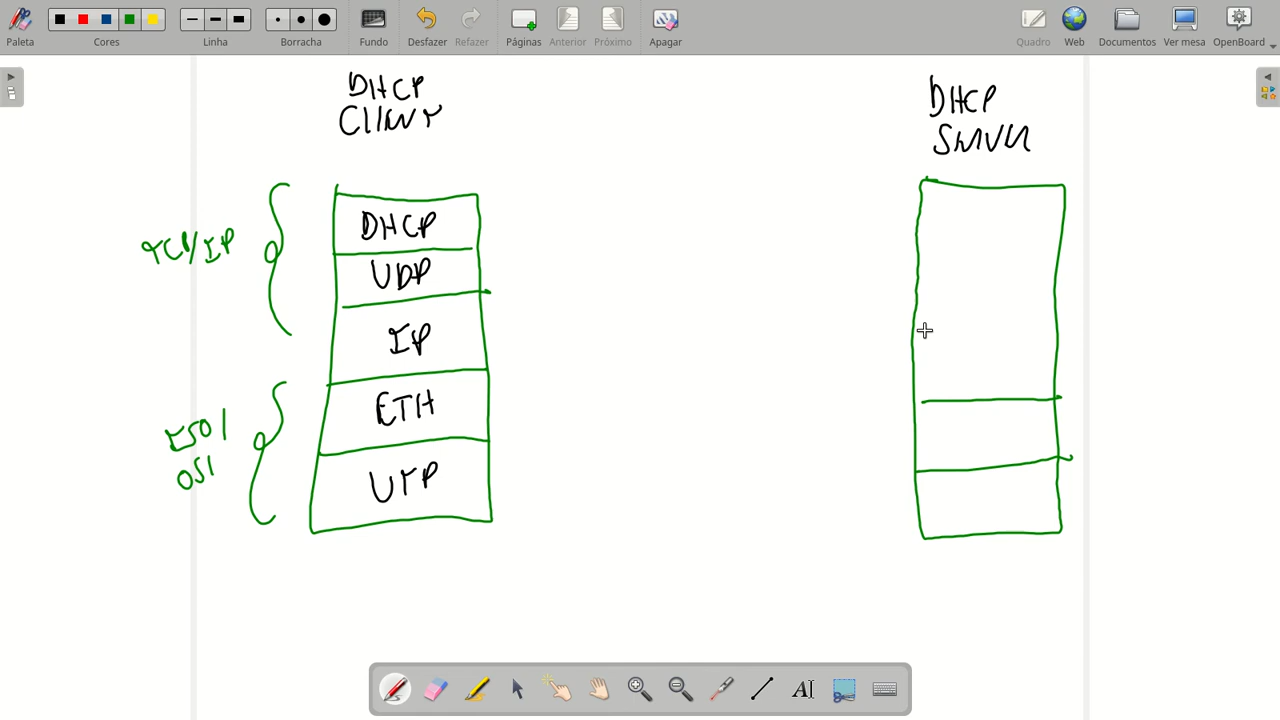 Paleta
Cores
Linha
Borracha
Fundo
Desfazer
Refazer
Páginas
Anterior
Próximo
Apagar
Quadro
Web
Documentos
Ver mesa
OpenBoard
DHCP
Client
DHCP
Server
TCP/IP
DHCP
UDP
IP
ISO/
OSI
ETH
UTP
AI